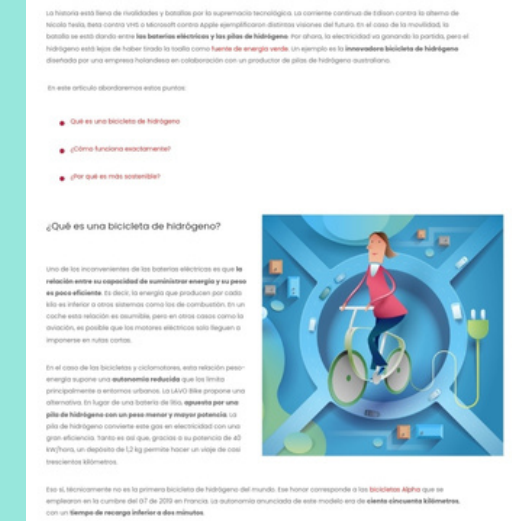 La historia está llena de rivalidades y batallas por la supremacía tecnológica. La corriente continua de Edison contra la alterna de
Nicola Tesla, Beta contra VHS o Microsoft contra Apple ejemplificaron distintas visiones del futuro. En el caso de la movilidad, la
batalla se está dando entre las baterías eléctricas y las pilas de hidrógeno. Por ahora, la electricidad va ganando la partida, pero el
hidrógeno está lejos de haber tirado la toalla como fuente de energía verde. Un ejemplo es la innovadora bicicleta de hidrógeno
diseñada por una empresa holandesa en colaboración con un productor de pilas de hidrógeno australiano.
En este artículo abordaremos estos puntos:
Qué es una bicicleta de hidrógeno
¿Cómo funciona exactamente?
¿Por qué es más sostenible?
¿Qué es una bicicleta de hidrógeno?
Uno de los inconvenientes de las baterías eléctricas es que la
relación entre su capacidad de suministrar energía y su peso
es poco eficiente. Es decir, la energía que producen por cada
kilo es inferior a otros sistemas como los de combustión. En un
coche esta relación es asumible, pero en otros casos como la
aviación, es posible que los motores eléctricos solo lleguen a
imponerse en rutas cortas.
En el caso de las bicicletas y ciclomotores, esta relación peso-
energía supone una autonomía reducida que los limita
principalmente a entornos urbanos. La LAVO Bike propone una
alternativa. En lugar de una batería de litio, apuesta por una
pila de hidrógeno con un peso menor y mayor potencia. La
pila de hidrógeno convierte este gas en electricidad con una
gran eficiencia. Tanto es así que, gracias a su potencia de 40
kW/hora, un depósito de 1,2 kg permite hacer un viaje de casi
trescientos kilómetros.
Eso sí, técnicamente no es la primera bicicleta de hidrógeno del mundo. Ese honor corresponde a las bicicletas Alpha que se
emplearon en la cumbre del G7 de 2019 en Francia. La autonomía anunciada de este modelo era de ciento cincuenta kilómetros,
con un tiempo de recarga inferior a dos minutos.